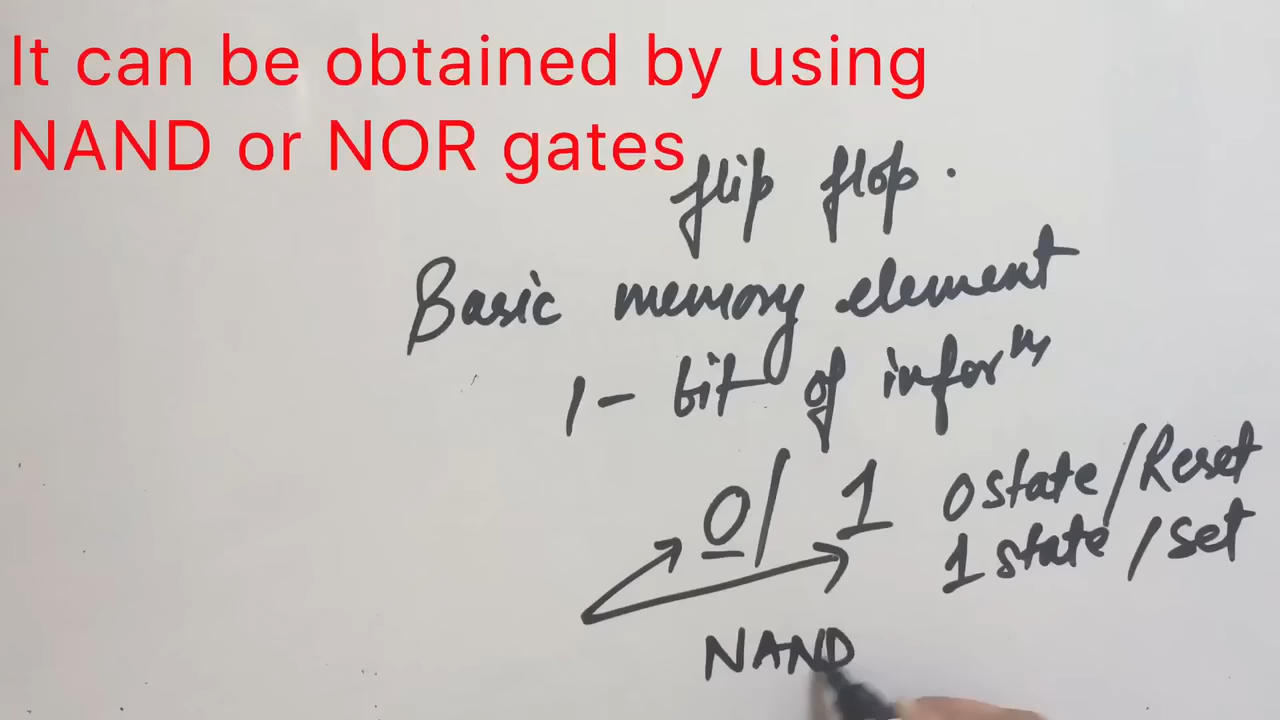 It can be obtained by using
NAND or NOR gates
flip flop.
Basic memory element
1- bit of inforⁿ
0/ 1
0 state/Reset
1 state/set
NAND